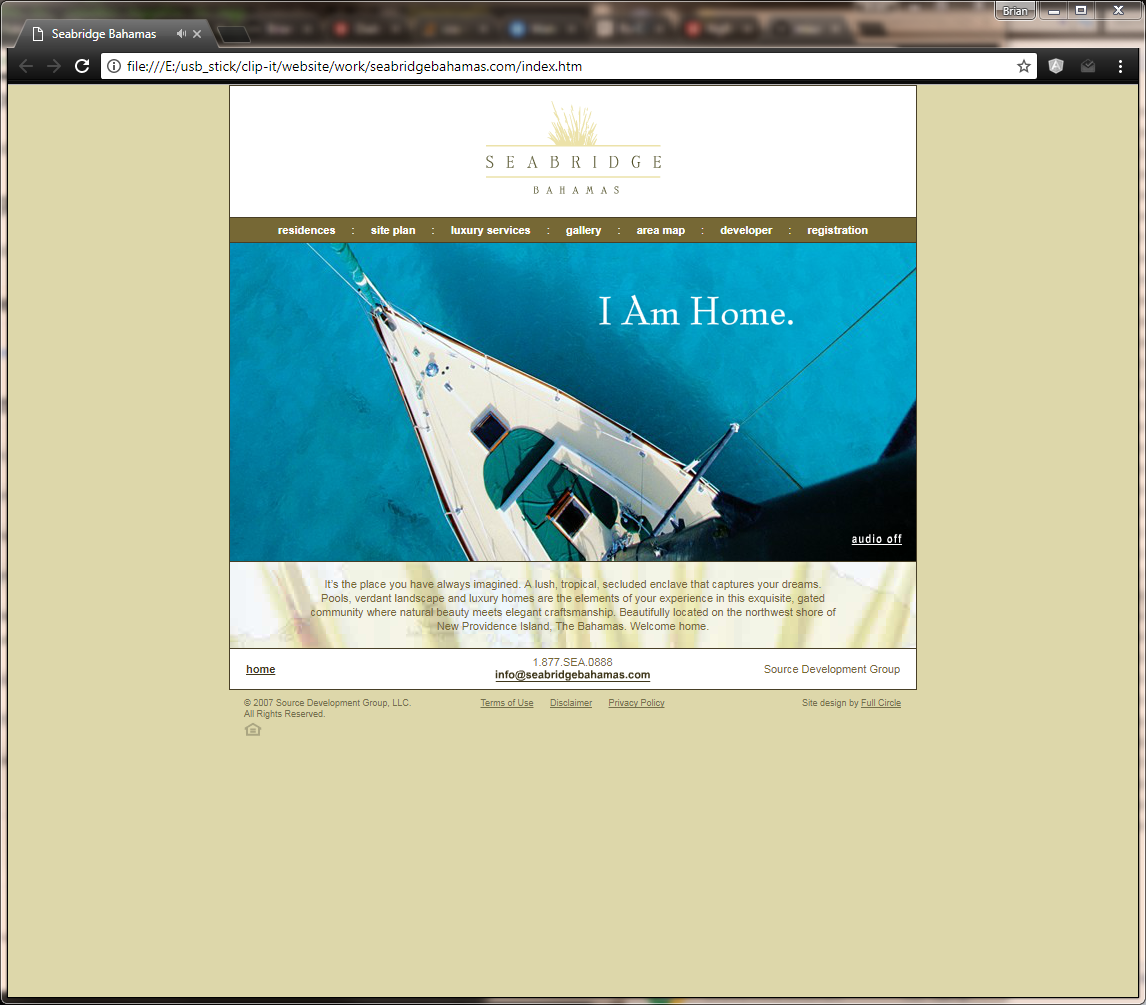 Brian
Seabridge Bahamas
file:///E:/usb_stick/clip-it/website/work/seabridgebahamas.com/index.htm
SEABRIDGE
BAHAMAS
residences : site plan : luxury services : gallery : area map : developer : registration
I Am Home.
audio off
It's the place you have always imagined. A lush, tropical, secluded enclave that captures your dreams.
Pools, verdant landscape and luxury homes are the elements of your experience in this exquisite, gated
community where natural beauty meets elegant craftsmanship. Beautifully located on the northwest shore of
New Providence Island, The Bahamas. Welcome home.
home
1.877.SEA.0888
info@seabridgebahamas.com
Source Development Group
© 2007 Source Development Group, LLC.
All Rights Reserved.
Terms of Use Disclaimer Privacy Policy
Site design by Full Circle